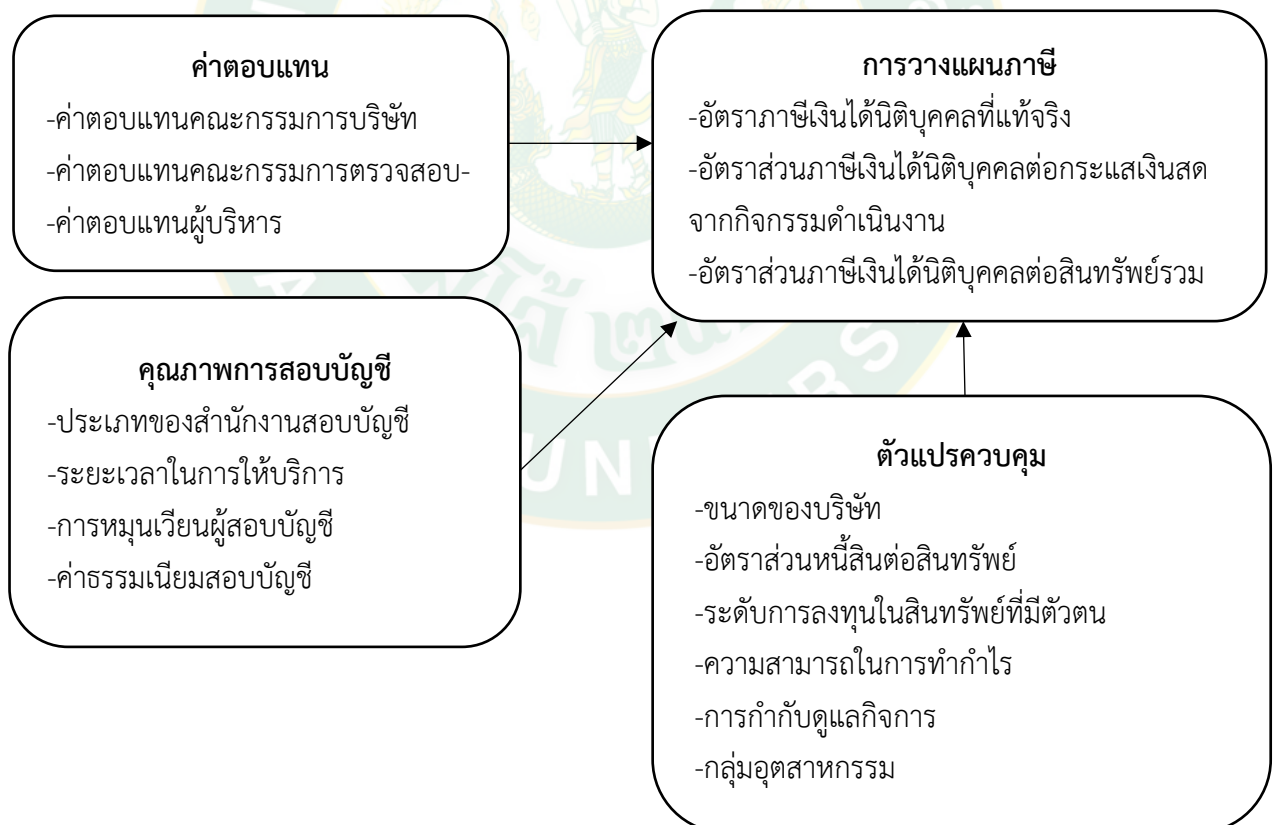 ค่าตอบแทน
-ค่าตอบแทนคณะกรรมการบริษัท
-ค่าตอบแทนคณะกรรมการตรวจสอบ-
-ค่าตอบแทนผู้บริหาร
การวางแผนภาษี
-อัตราภาษีเงินได้นิติบุคคลที่แท้จริง
-อัตราส่วนภาษีเงินได้นิติบุคคลต่อกระแสเงินสด
จากกิจกรรมดำเนินงาน
-อัตราส่วนภาษีเงินได้นิติบุคคลต่อสินทรัพย์รวม
คุณภาพการสอบบัญชี
-ประเภทของสำนักงานสอบบัญชี
-ระยะเวลาในการให้บริการ
-การหมุนเวียนผู้สอบบัญชี
-ค่าธรรมเนียมสอบบัญชี
ตัวแปรควบคุม
-ขนาดของบริษัท
-อัตราส่วนหนี้สินต่อสินทรัพย์
-ระดับการลงทุนในสินทรัพย์ที่มีตัวตน
-ความสามารถในการทำกำไร
-การกำกับดูแลกิจการ
-กลุ่มอุตสาหกรรม